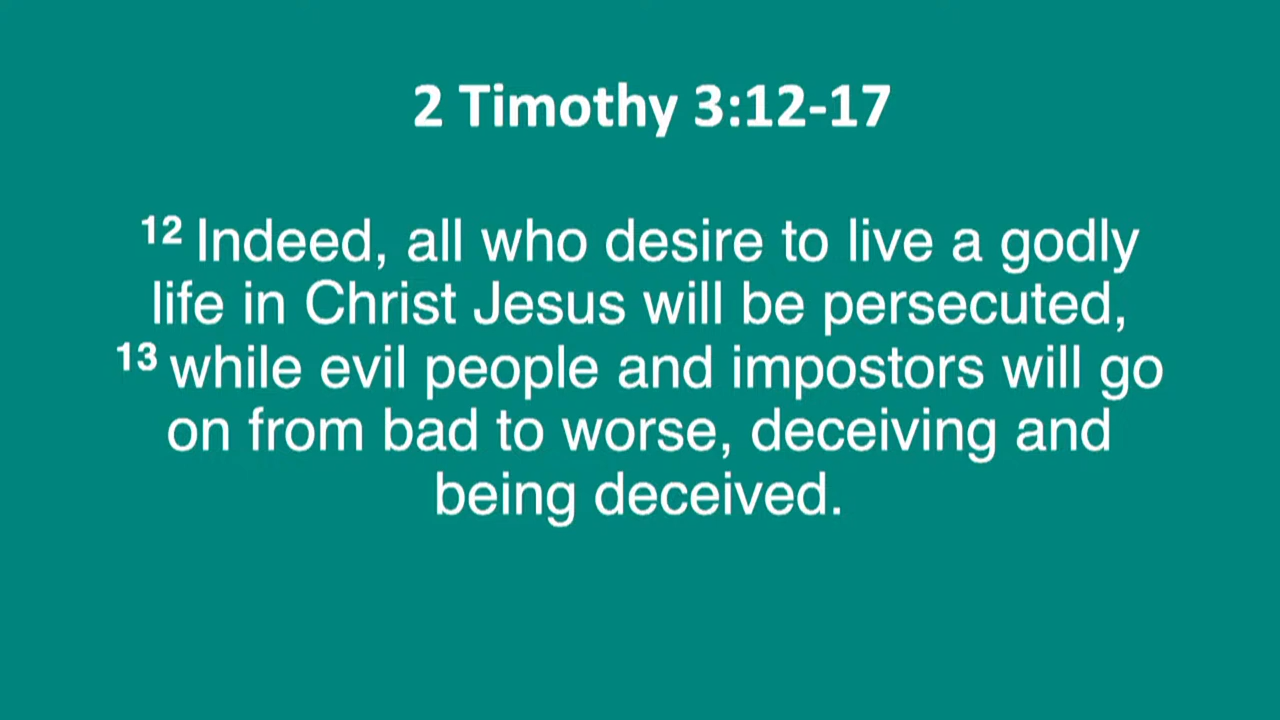 2 Timothy 3:12-17
12 Indeed, all who desire to live a godly
life in Christ Jesus will be persecuted,
13 while evil people and impostors will go
on from bad to worse, deceiving and
being deceived.